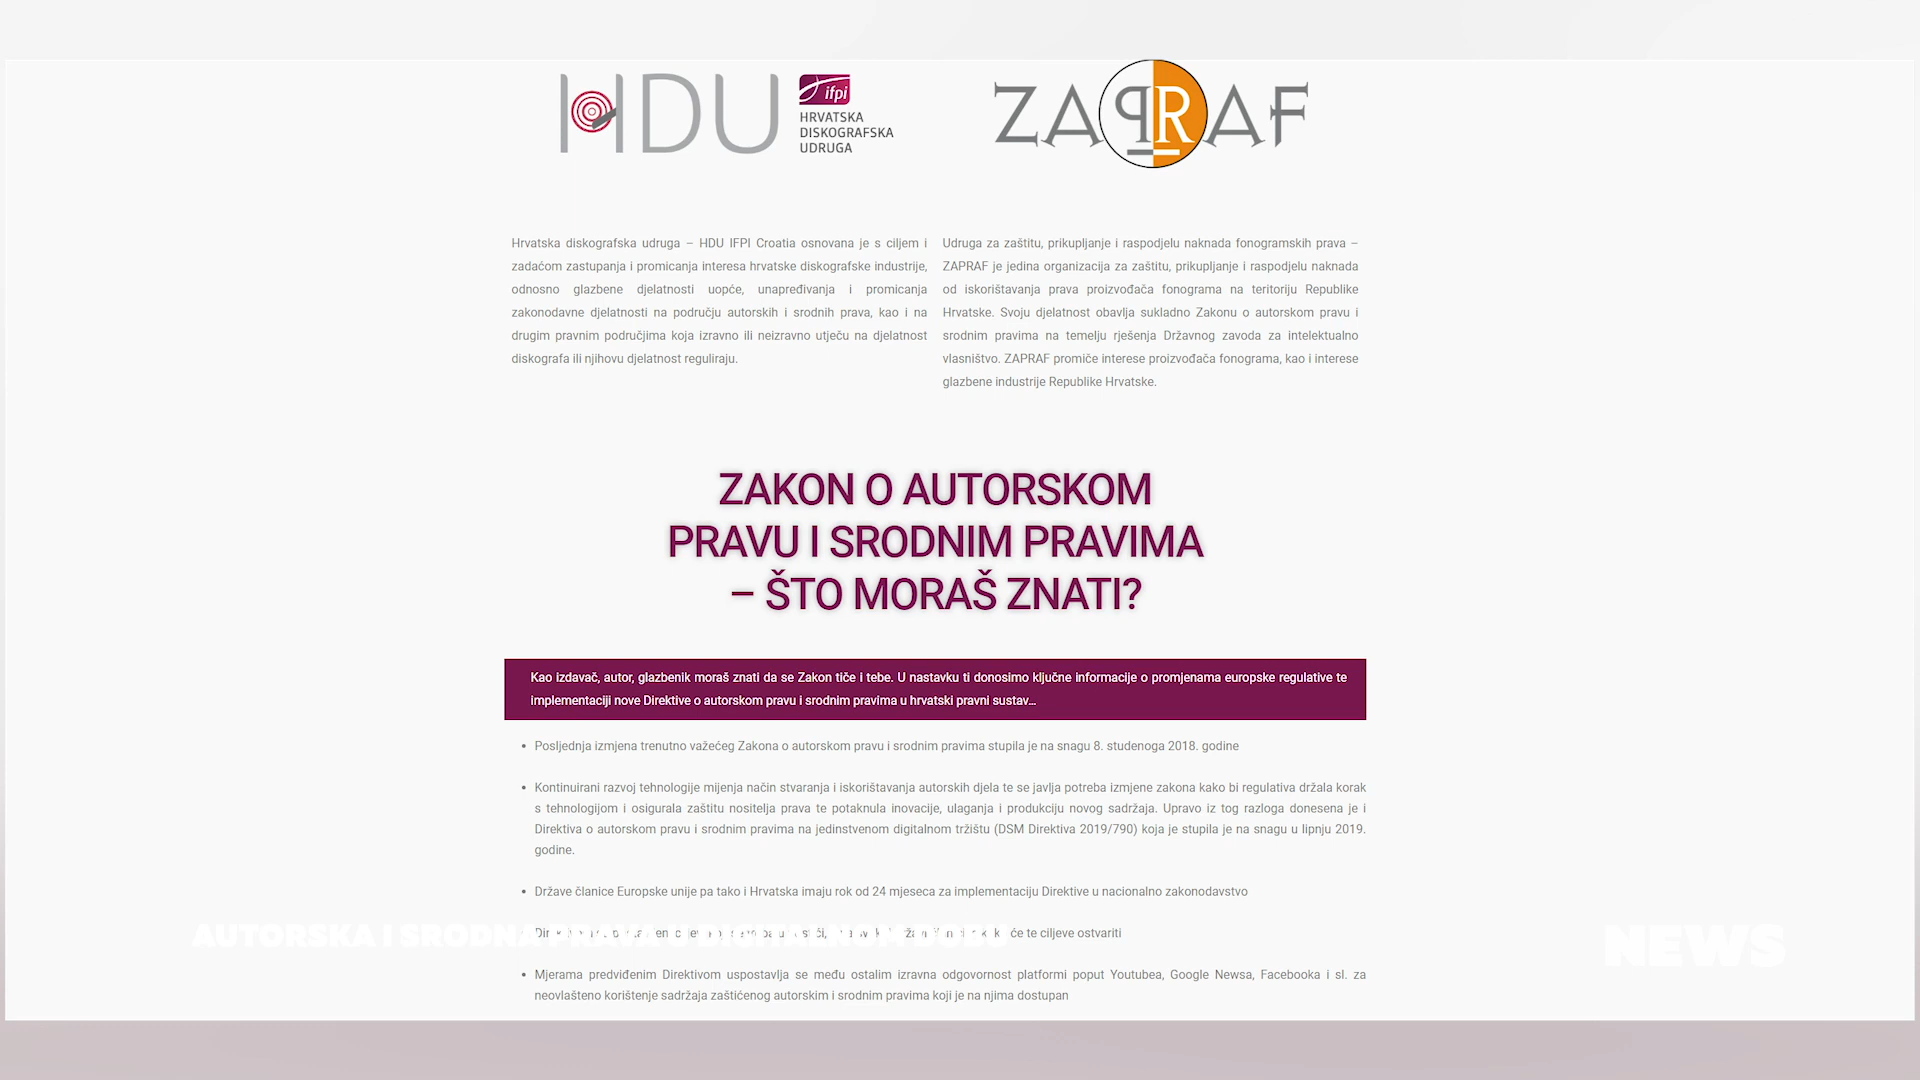 HDU
ifpi
HRVATSKA
DISKOGRAFSKA
UDRUGA
ZAPRAF
Hrvatska diskografska udruga – HDU IFPI Croatia osnovana je s ciljem i
zadaćom zastupanja i promicanja interesa hrvatske diskografske industrije,
odnosno glazbene djelatnosti uopće, unapređivanja i promicanja
zakonodavne djelatnosti na području autorskih i srodnih prava, kao i na
drugim pravnim područjima koja izravno ili neizravno utječu na djelatnost
diskografa ili njihovu djelatnost reguliraju.
Udruga za zaštitu, prikupljanje i raspodjelu naknada fonogramskih prava –
ZAPRAF je jedina organizacija za zaštitu, prikupljanje i raspodjelu naknada
od iskorištavanja prava proizvođača fonograma na teritoriju Republike
Hrvatske. Svoju djelatnost obavlja sukladno Zakonu o autorskom pravu i
srodnim pravima na temelju rješenja Državnog zavoda za intelektualno
vlasništvo. ZAPRAF promiče interese proizvođača fonograma, kao i interese
glazbene industrije Republike Hrvatske.
ZAKON O AUTORSKOM
PRAVU I SRODNIM PRAVIMA
– ŠTO MORAŠ ZNATI?
Kao izdavač, autor, glazbenik moraš znati da se Zakon tiče i tebe. U nastavku ti donosimo ključne informacije o promjenama europske regulative te
implementaciji nove Direktive o autorskom pravu i srodnim pravima u hrvatski pravni sustav...
• Posljednja izmjena trenutno važećeg Zakona o autorskom pravu i srodnim pravima stupila je na snagu 8. studenoga 2018. godine
• Kontinuirani razvoj tehnologije mijenja način stvaranja i iskorištavanja autorskih djela te se javlja potreba izmjene zakona kako bi regulativa držala korak
s tehnologijom i osigurala zaštitu nositelja prava te potaknula inovacije, ulaganja i produkciju novog sadržaja. Upravo iz tog razloga donesena je i
Direktiva o autorskom pravu i srodnim pravima na jedinstvenom digitalnom tržištu (DSM Direktiva 2019/790) koja je stupila je na snagu u lipnju 2019.
godine.
• Države članice Europske unije pa tako i Hrvatska imaju rok od 24 mjeseca za implementaciju Direktive u nacionalno zakonodavstvo
• će te ciljeve ostvariti
AUTORSKA I SRODNA PRAVA U DIGITALNOM DOBU
NEWS
• Mjerama predviđenim Direktivom uspostavlja se među ostalim izravna odgovornost platformi poput Youtubea, Google Newsa, Facebooka i sl. za
neovlašteno korištenje sadržaja zaštićenog autorskim i srodnim pravima koji je na njima dostupan